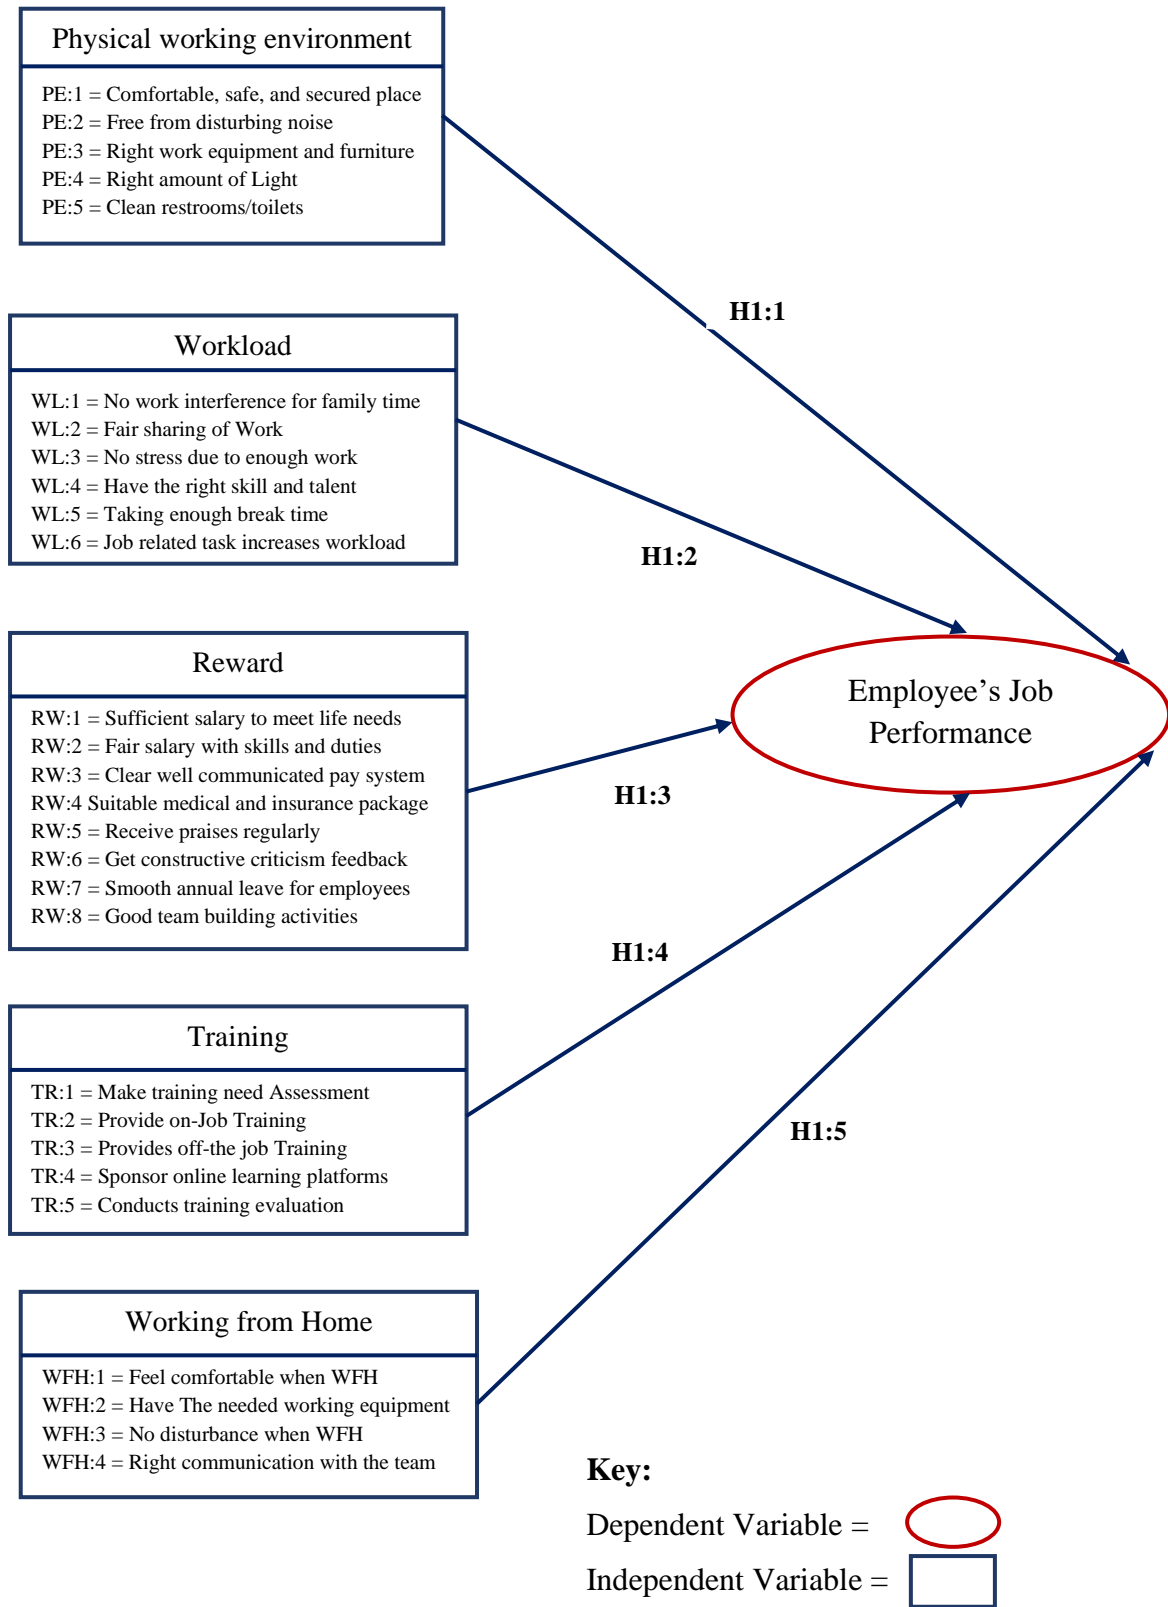 Physical working environment
PE:1 = Comfortable, safe, and secured place
PE:2 = Free from disturbing noise
PE:3 = Right work equipment and furniture
PE:4 = Right amount of Light
PE:5 = Clean restrooms/toilets
H1:1
Workload
WL:1 = No work interference for family time
WL:2 = Fair sharing of Work
WL:3 = No stress due to enough work
WL:4 = Have the right skill and talent
WL:5 = Taking enough break time
WL:6 = Job related task increases workload
H1:2
Reward
RW:1 = Sufficient salary to meet life needs
RW:2 = Fair salary with skills and duties
RW:3 = Clear well communicated pay system
RW:4 Suitable medical and insurance package
RW:5 = Receive praises regularly
RW:6 = Get constructive criticism feedback
RW:7 = Smooth annual leave for employees
RW:8 = Good team building activities
Employee’s Job
Performance
H1:3
H1:4
Training
TR:1 = Make training need Assessment
TR:2 = Provide on-Job Training
TR:3 = Provides off-the job Training
TR:4 = Sponsor online learning platforms
TR:5 = Conducts training evaluation
H1:5
Working from Home
WFH:1 = Feel comfortable when WFH
WFH:2 = Have The needed working equipment
WFH:3 = No disturbance when WFH
WFH:4 = Right communication with the team
Key:
Dependent Variable =
Independent Variable =